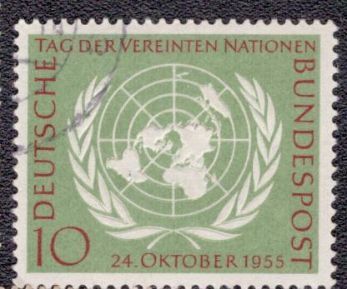 TAG DER VEREINTEN NATIONEN
DEUTSCHE
BUNDESPOST
10
24. OKTOBER 1955